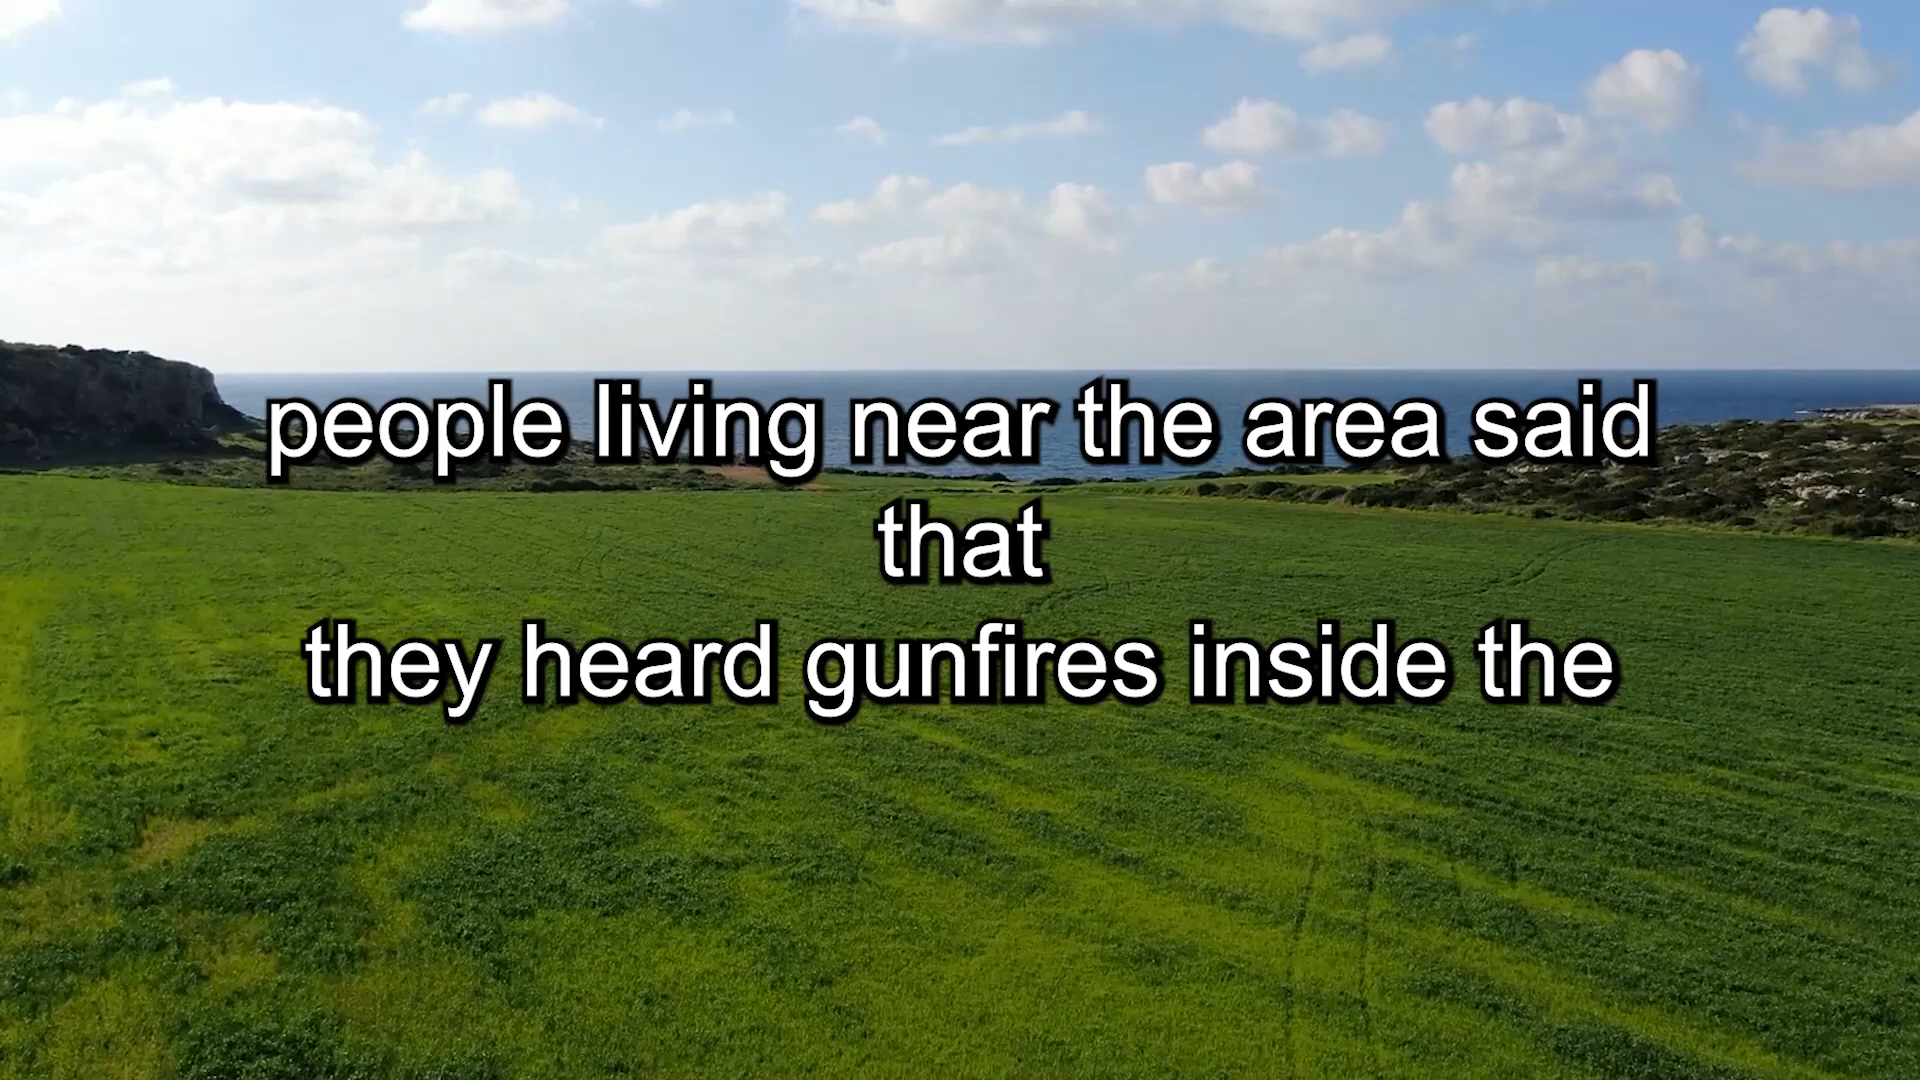 people living near the area said
that
they heard gunfires inside the